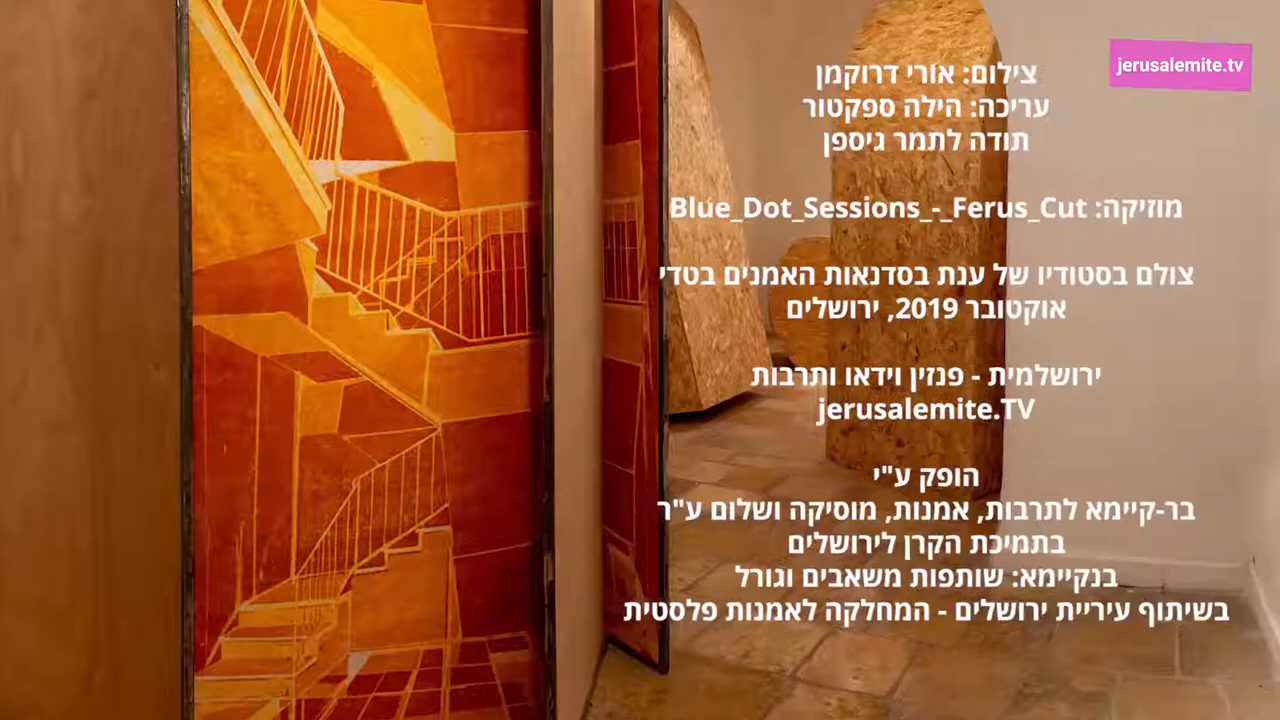 jerusalemite.tv
צילום: אורי דרוקמן
עריכה: הילה ספקטור
תודה לתמר גיספן
מוזיקה: Blue_Dot_Sessions_-_Ferus_Cut
צולם בסטודיו של ענת בסדנאות האמנים בטדי
אוקטובר 2019, ירושלים
ירושלמית - פנזין וידאו ותרבות
jerusalemite.TV
הופק ע"י
בר-קיימא לתרבות, אמנות, מוסיקה ושלום ע"ר
בתמיכת הקרן לירושלים
בנקיימא: שותפות משאבים וגורל
בשיתוף עיריית ירושלים - המחלקה לאמנות פלסטית